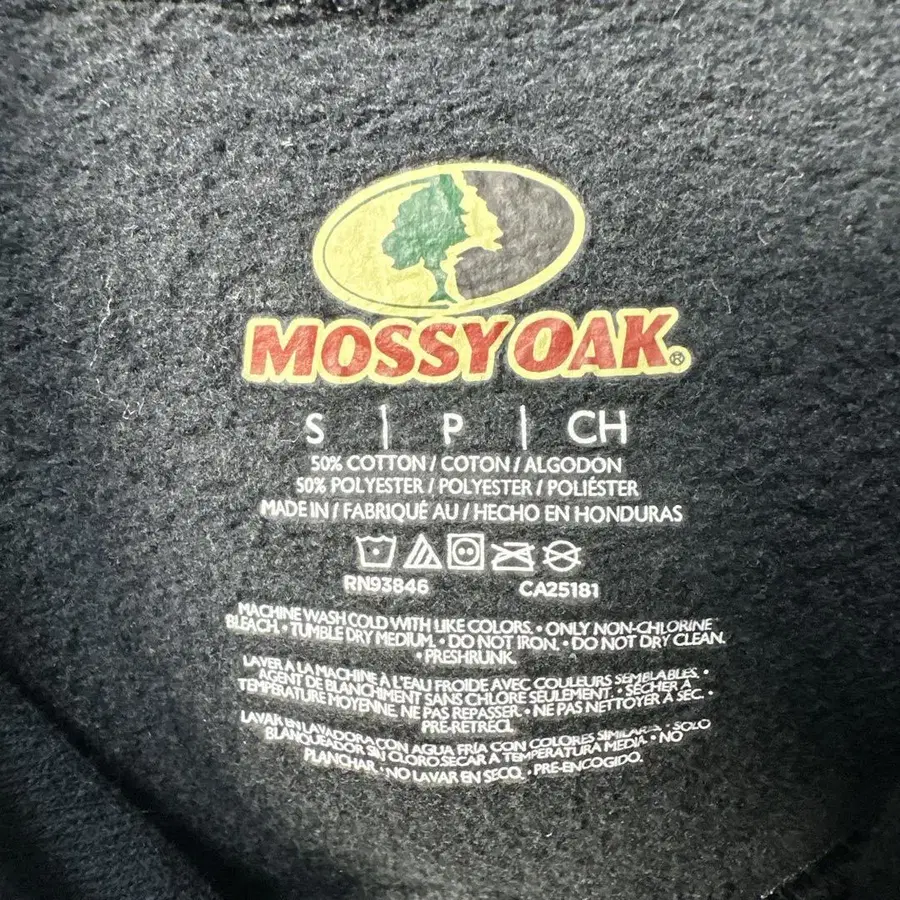 MOSSY OAK®
S | P | CH
50% COTTON / COTON / ALGODÓN
50% POLYESTER / POLYESTER / POLIÉSTER
MADE IN / FABRIQUÉ AU / HECHO EN HONDURAS
RN93846 CA25181
MACHINE WASH COLD WITH LIKE COLORS. • ONLY NON-CHLORINE
BLEACH. • TUMBLE DRY MEDIUM. • DO NOT IRON. • DO NOT DRY CLEAN.
• PRESHRUNK.
LAVER A LA MACHINE À L'EAU FROIDE AVEC COULEURS SEMBLABLES. •
AGENT DE BLANCHIMENT SANS CHLORE SEULEMENT. • SÉCHER À
TEMPÉRATURE MOYENNE. NE PAS REPASSER. • NE PAS NETTOYER À SEC. •
PRÉ-RÉTRÉCI.
LAVAR EN LAVADORA CON AGUA FRÍA CON COLORES SIMILARES. • SOLO
BLANQUEADOR SIN CLORO. SECAR A TEMPERATURA MEDIA. • NO
PLANCHAR. • NO LAVAR EN SECO. • PRE-ENCOGIDO.